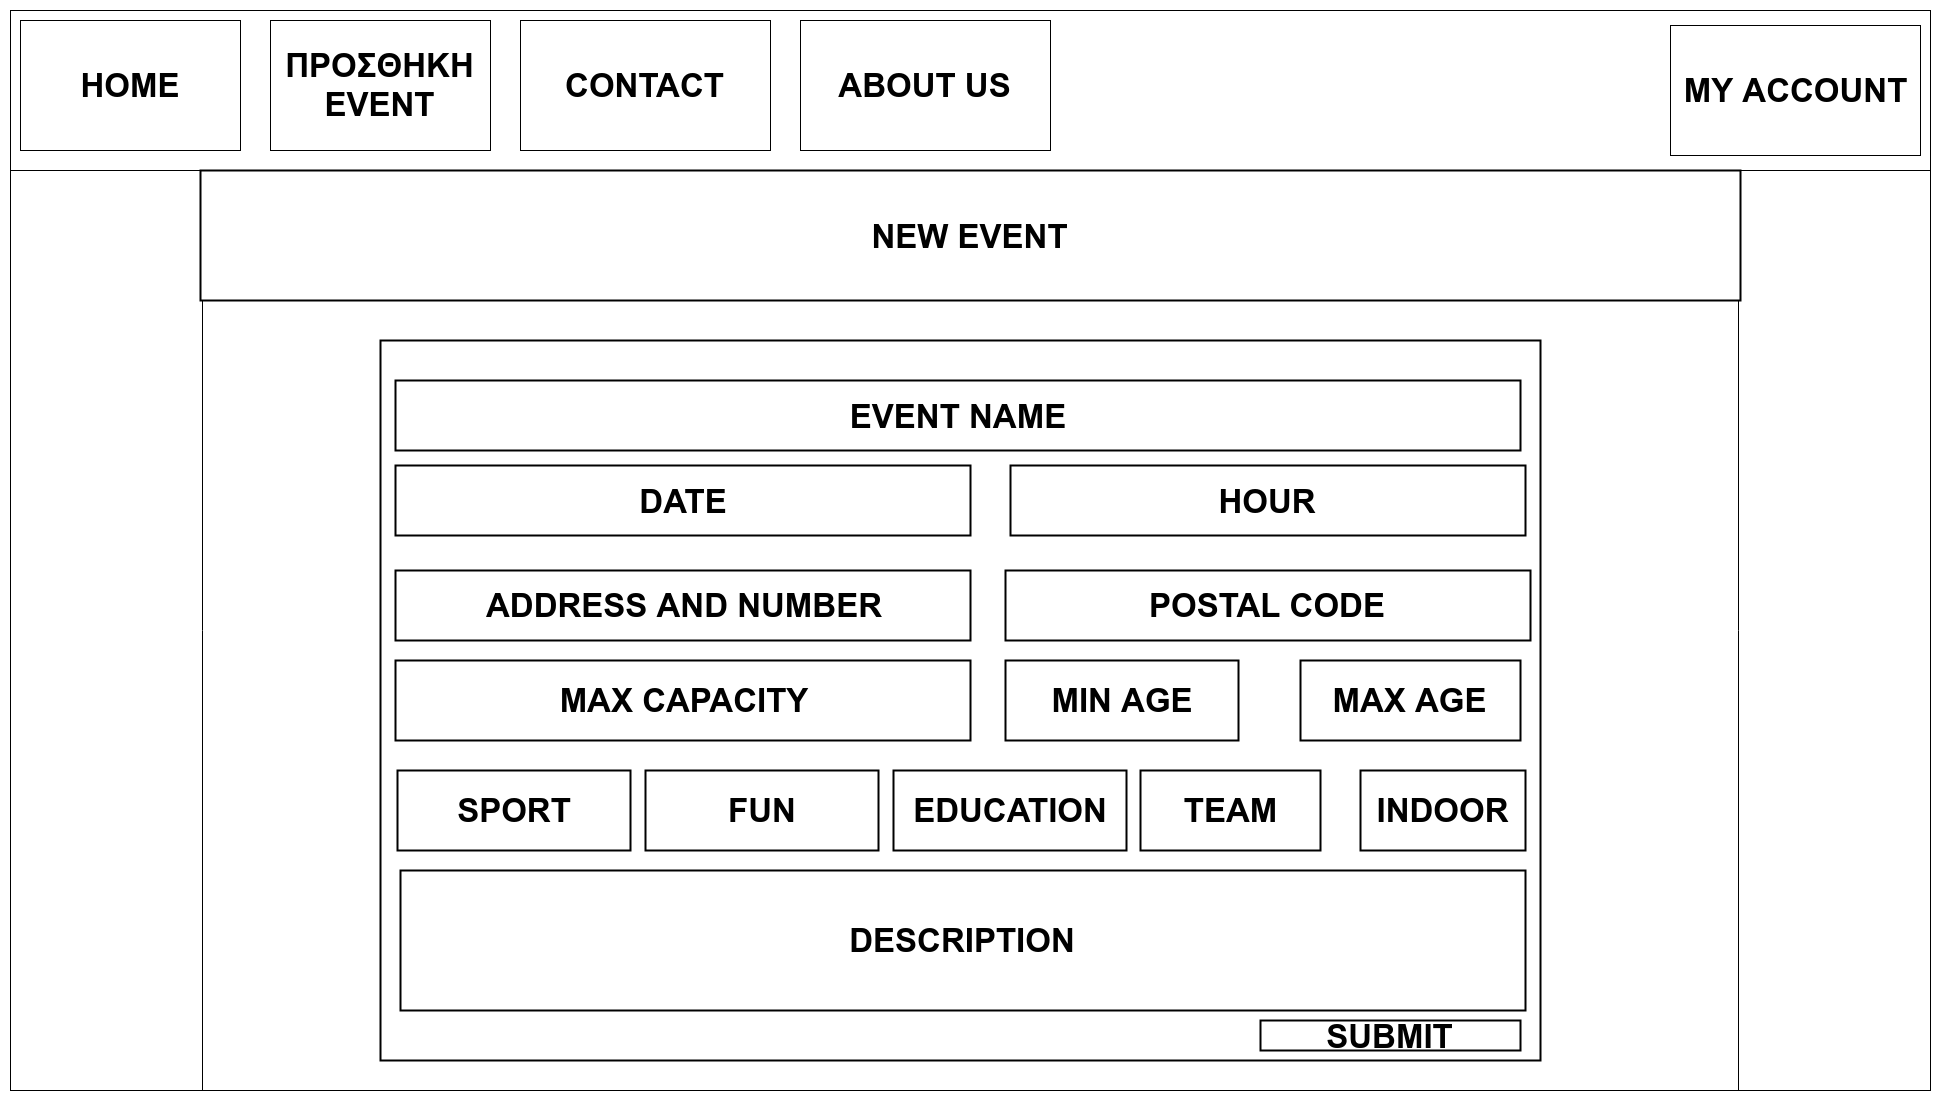 HOME
ΠΡΟΣΘΗΚΗ
EVENT
CONTACT
ABOUT US
MY ACCOUNT
NEW EVENT
EVENT NAME
DATE
HOUR
ADDRESS AND NUMBER
POSTAL CODE
MAX CAPACITY
MIN AGE
MAX AGE
SPORT
FUN
EDUCATION
TEAM
INDOOR
DESCRIPTION
SUBMIT